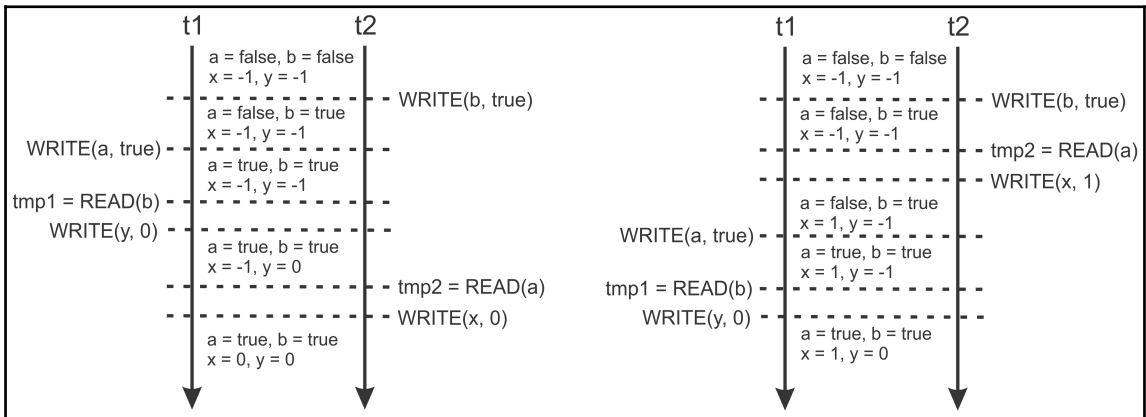 t1 t2
a = false, b = false
x = -1, y = -1
WRITE(b, true)
a = false, b = true
x = -1, y = -1
WRITE(a, true)
a = true, b = true
x = -1, y = -1
tmp1 = READ(b)
WRITE(y, 0)
a = true, b = true
x = -1, y = 0
tmp2 = READ(a)
WRITE(x, 0)
a = true, b = true
x = 0, y = 0
t1 t2
a = false, b = false
x = -1, y = -1
WRITE(b, true)
a = false, b = true
x = -1, y = -1
tmp2 = READ(a)
WRITE(x, 1)
a = false, b = true
x = 1, y = -1
WRITE(a, true)
a = true, b = true
x = 1, y = -1
tmp1 = READ(b)
WRITE(y, 0)
a = true, b = true
x = 1, y = 0